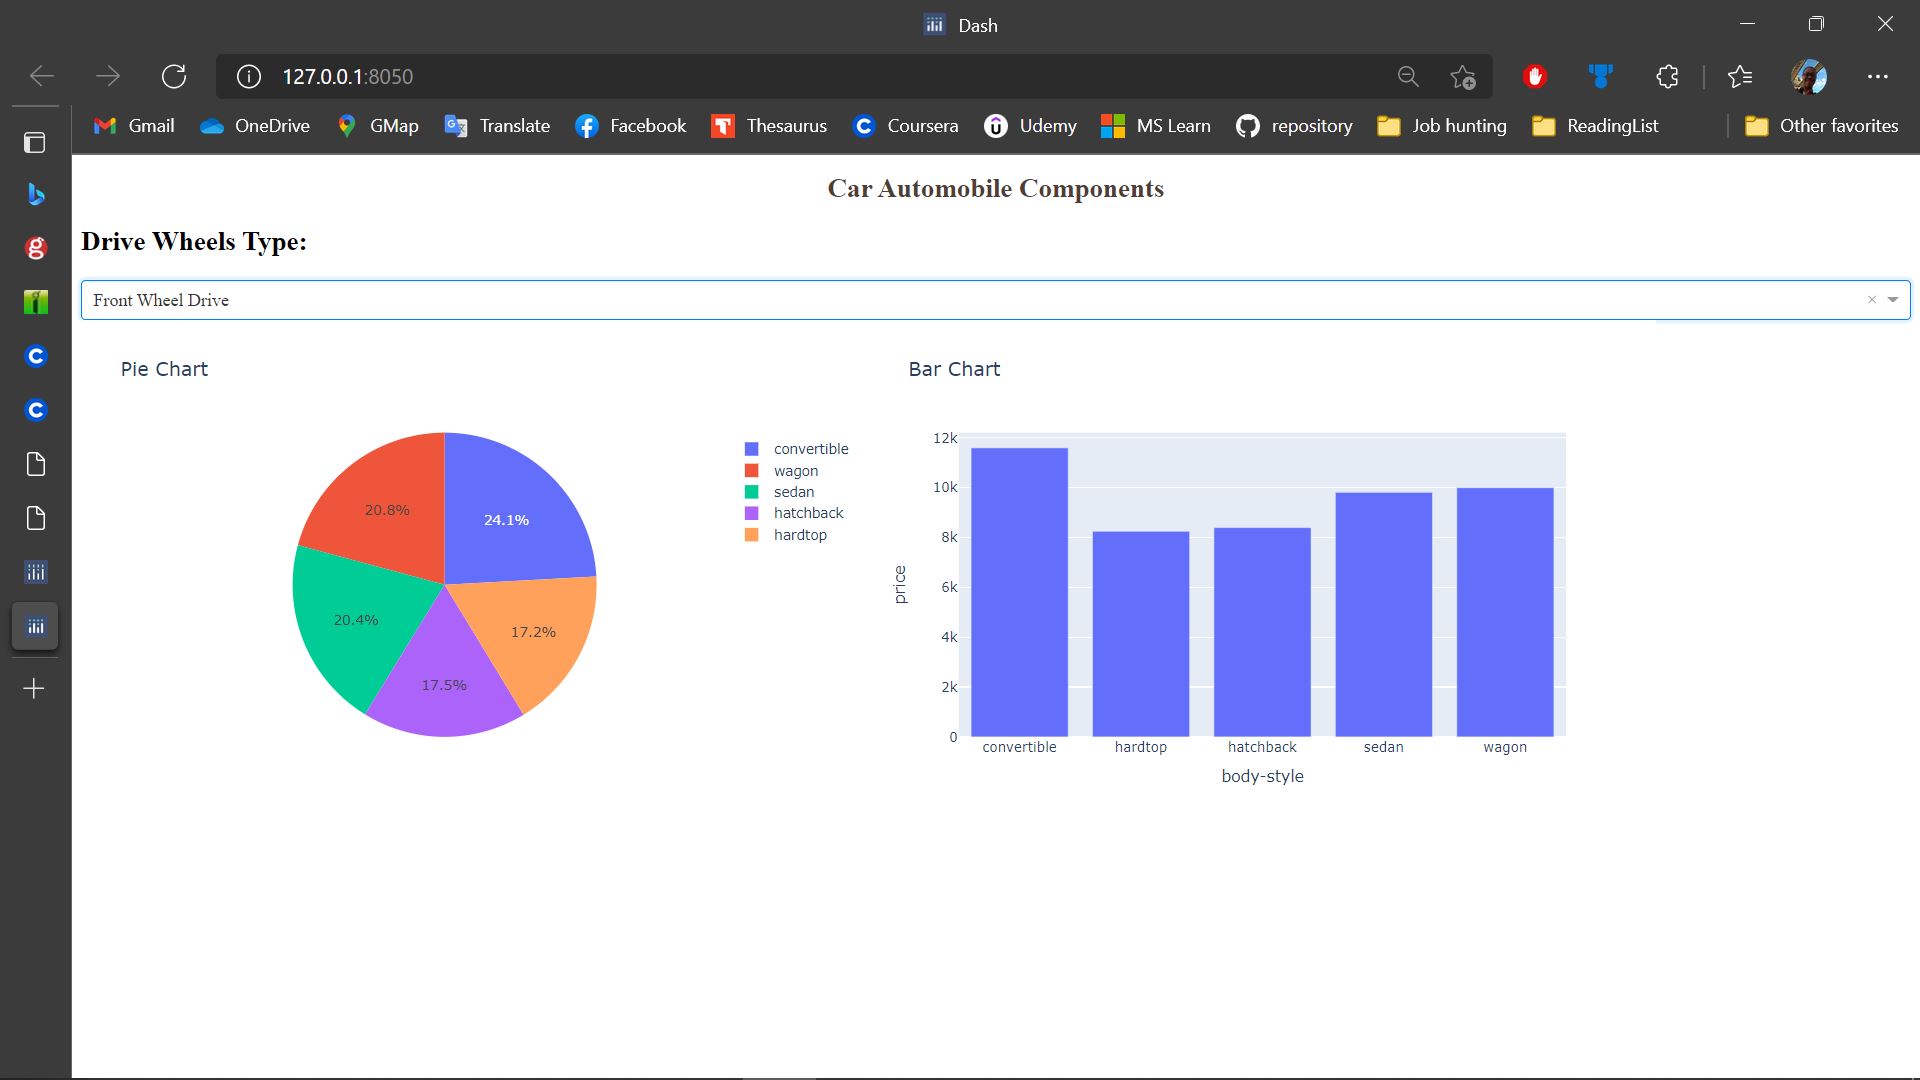 Dash
127.0.0.1:8050
Gmail OneDrive GMap Translate Facebook Thesaurus Coursera Udemy MS Learn repository Job hunting ReadingList Other favorites
Car Automobile Components
Drive Wheels Type:
Front Wheel Drive
Pie Chart
24.1%
20.8%
20.4%
17.5%
17.2%
convertible
wagon
sedan
hatchback
hardtop
Bar Chart
12k
10k
8k
6k
4k
2k
0
price
convertible hardtop hatchback sedan wagon
body-style